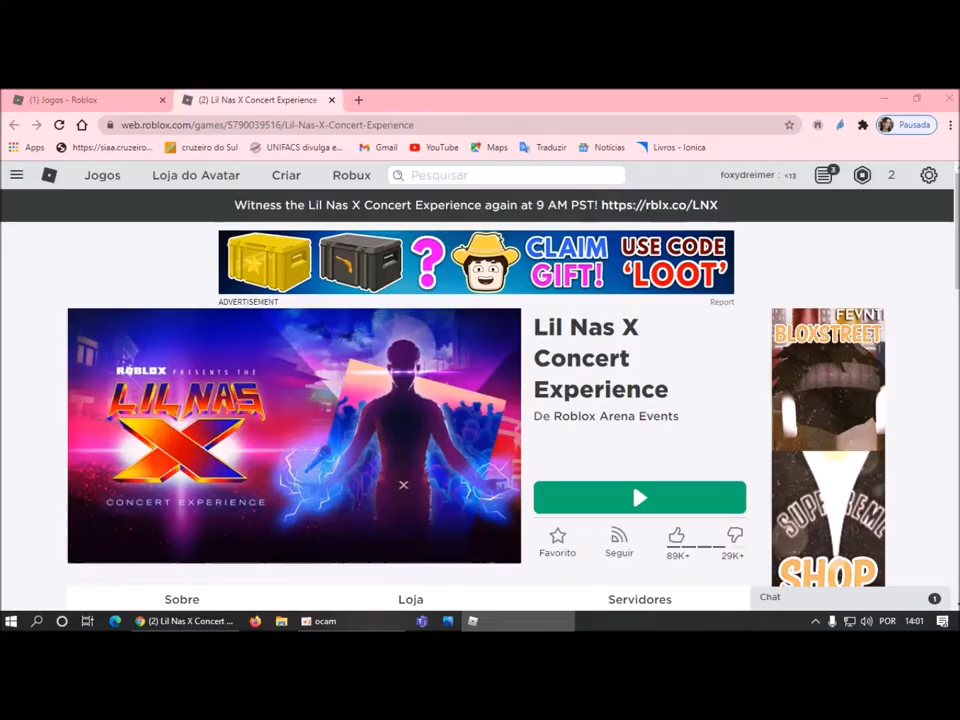 (1) Jogos - Roblox
(2) Lil Nas X Concert Experience
web.roblox.com/games/5790039516/Lil-Nas-X-Concert-Experience
Pausada
Apps
https://siaa.cruzeiro...
cruzeiro do Sul
UNIFACS divulga e...
Gmail
YouTube
Maps
Traduzir
Notícias
Livros - Ionica
Jogos
Loja do Avatar
Criar
Robux
Pesquisar
foxydreimer : <13
3
2
Witness the Lil Nas X Concert Experience again at 9 AM PST! https://rblx.co/LNX
?
CLAIM GIFT!
USE CODE 'LOOT'
ADVERTISEMENT
Report
ROBLOX PRESENTS THE
LIL NAS
X
CONCERT EXPERIENCE
Lil Nas X
Concert
Experience
De Roblox Arena Events
Favorito
Seguir
89K+
29K+
BLOXSTREET
SUPREME
SHOP
Sobre
Loja
Servidores
Chat
1
(2) Lil Nas X Concert ...
ocam
POR
14:01